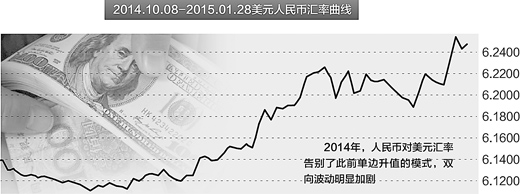 2014.10.08-2015.01.28美元人民币汇率曲线
6.2400
6.2200
6.2000
6.1800
6.1600
6.1400
6.1200
2014年，人民币对美元汇率
告别了此前单边升值的模式，双
向波动明显加剧